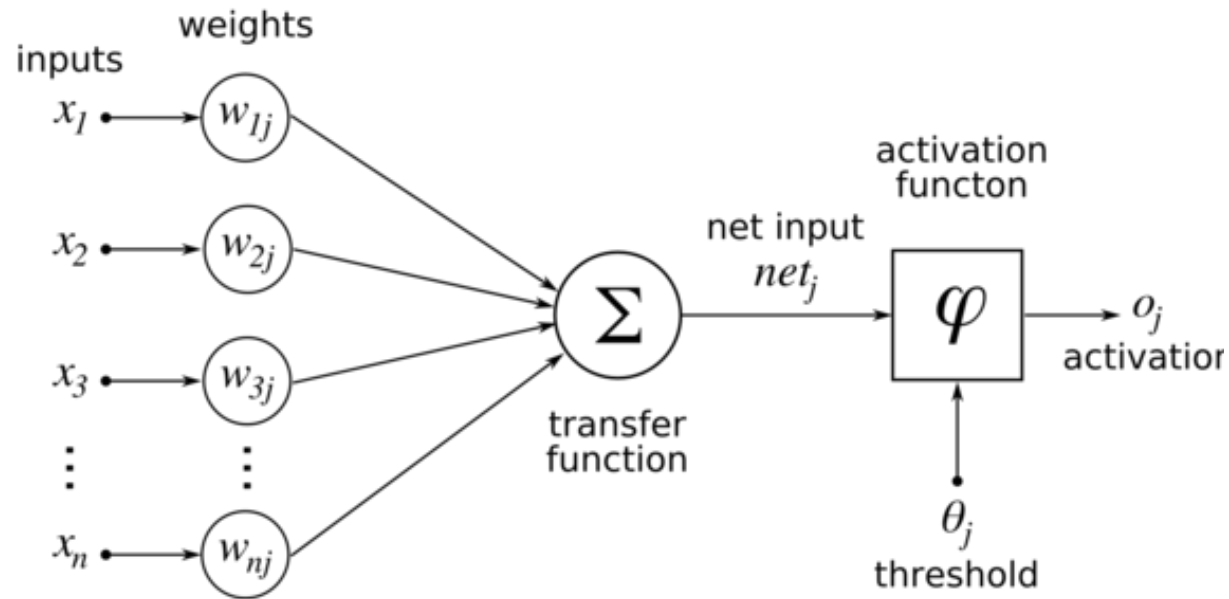 weights
inputs
x₁
w₁ⱼ
x₂
w₂ⱼ
x₃
w₃ⱼ
⋮ ⋮
xₙ
wₙⱼ
Σ
transfer
function
net input
netⱼ
activation
functon
φ
oⱼ
activation
θⱼ
threshold